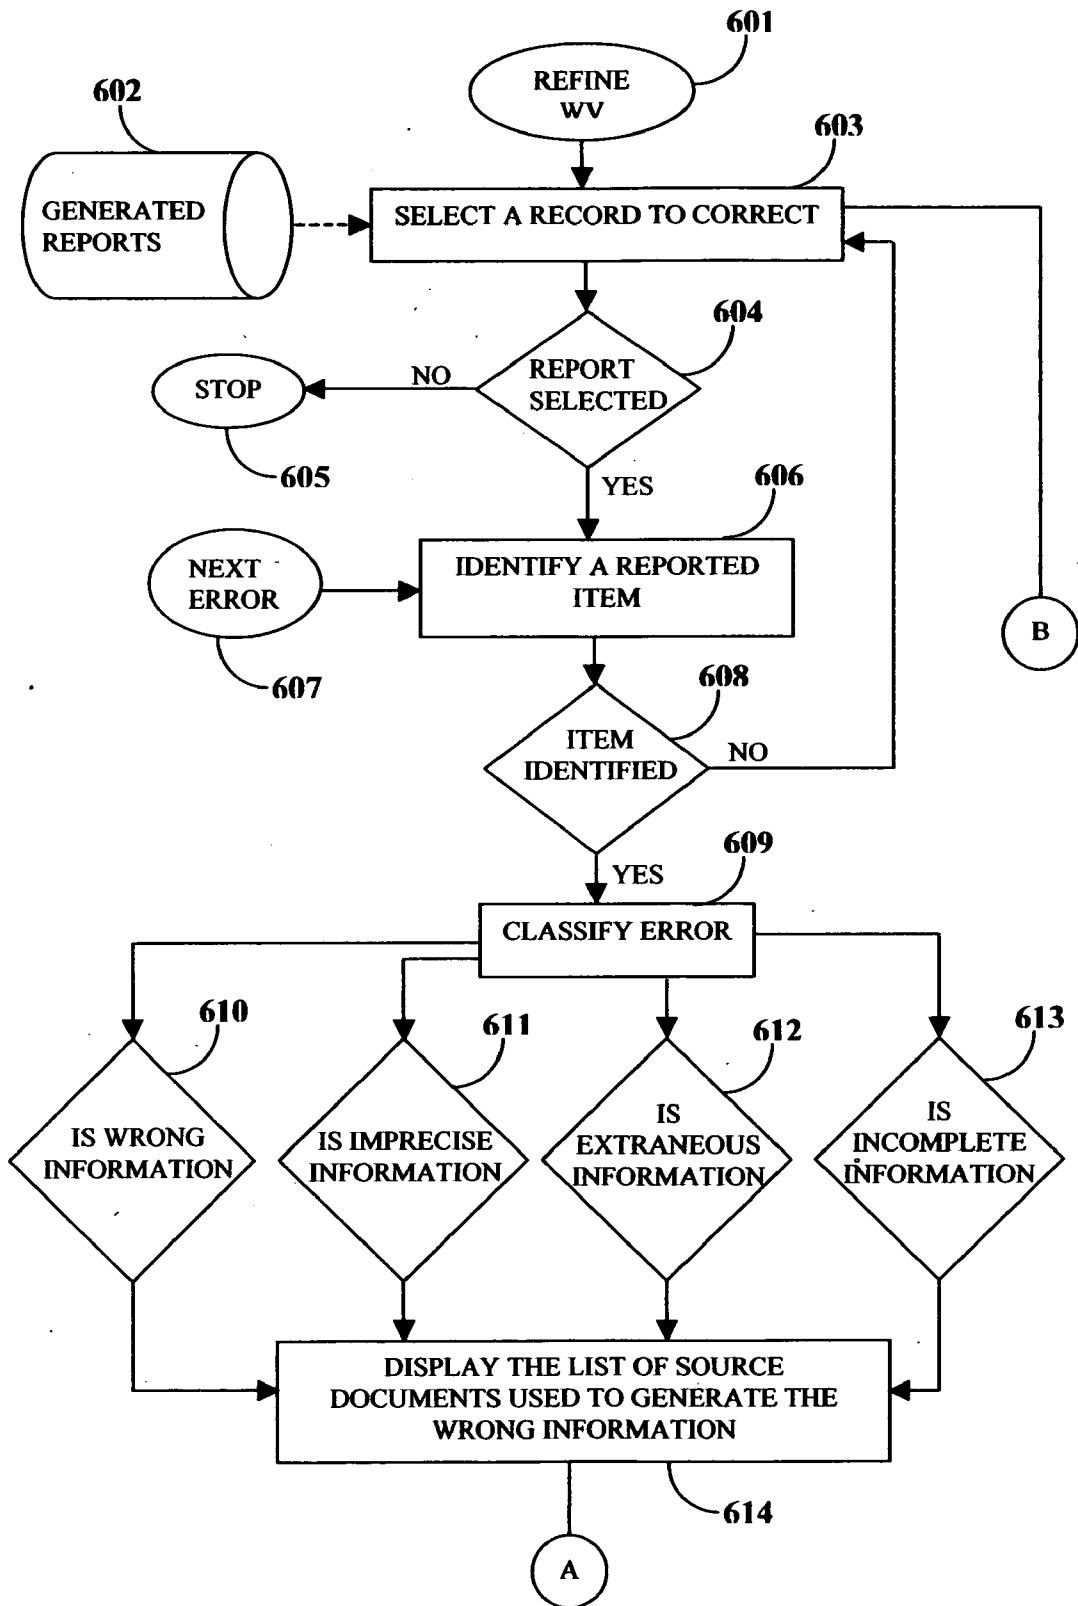 601
REFINE
WV
602
603
GENERATED
REPORTS
SELECT A RECORD TO CORRECT
604
REPORT
SELECTED
NO
STOP
605
YES
606
NEXT
ERROR
IDENTIFY A REPORTED
ITEM
B
607
608
ITEM
IDENTIFIED
NO
YES
609
CLASSIFY ERROR
610
611
612
613
IS WRONG
INFORMATION
IS IMPRECISE
INFORMATION
IS
EXTRANEOUS
INFORMATION
IS
INCOMPLETE
INFORMATION
DISPLAY THE LIST OF SOURCE
DOCUMENTS USED TO GENERATE THE
WRONG INFORMATION
614
A